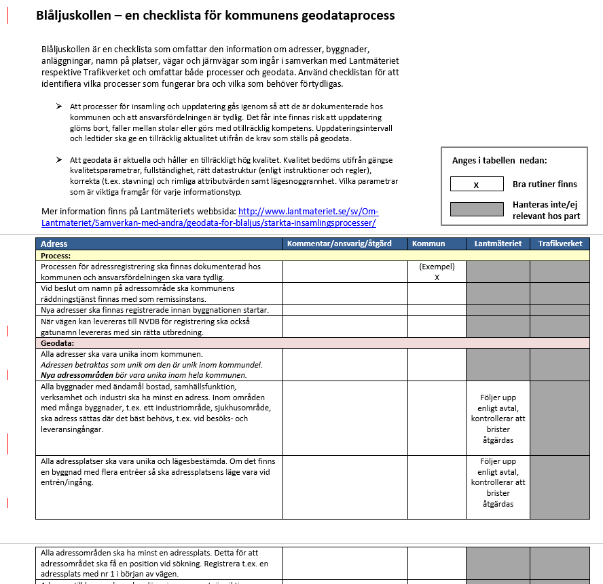 Blåljuskollen – en checklista för kommunens geodataprocess
Blåljuskollen är en checklista som omfattar den information om adresser, byggnader,
anläggningar, namn på platser, vägar och järnvägar som ingår i samverkan med Lantmäteriet
respektive Trafikverket och omfattar både processer och geodata. Använd checklistan för att
identifiera vilka processer som fungerar bra och vilka som behöver förtydligas.
➢ Att processer för insamling och uppdatering gås igenom så att de är dokumenterade hos
kommunen och att ansvarsfördelningen är tydlig. Det får inte finnas risk att uppdatering
glöms bort, faller mellan stolar eller görs med otillräcklig kompetens. Uppdateringsintervall
och ledtider ska ge en tillräcklig aktualitet utifrån de krav som ställs på geodata.
➢ Att geodata är aktuella och håller en tillräckligt hög kvalitet. Kvalitet bedöms utifrån gängse
kvalitetsparametrar, fullständighet, rätt datastruktur (enligt instruktioner och regler),
korrekta (t.ex. stavning) och rimliga attributvärden samt lägesnoggrannhet. Vilka parametrar
som är viktiga framgår för varje informationstyp.
Anges i tabellen nedan:
x Bra rutiner finns
Hanteras inte/ej
relevant hos part
Mer information finns på Lantmäteriets webbsida: http://www.lantmateriet.se/sv/Om-
Lantmateriet/Samverkan-med-andra/geodata-for-blaljus/starkta-insamlingsprocesser/
Adress Kommentar/ansvarig/åtgärd Kommun Lantmäteriet Trafikverket
Process:
Processen för adressregistrering ska finnas dokumenterad hos
kommunen och ansvarsfördelningen ska vara tydlig.
(Exempel)
X
Vid beslut om namn på adressområde ska kommunens
räddningstjänst finnas med som remissinstans.
Nya adresser ska finnas registrerade innan byggnationen startar.
När vägen kan levereras till NVDB för registrering ska också
gatunamn levereras med sin rätta utbredning.
Geodata:
Alla adresser ska vara unika inom kommunen.
Adressen betraktas som unik om den är unik inom kommundel.
Nya adressområden bör vara unika inom hela kommunen.
Alla byggnader med ändamål bostad, samhällsfunktion,
verksamhet och industri ska ha minst en adress. Inom områden
med många byggnader, t.ex. ett industriområde, sjukhusområde,
ska adress sättas där det bäst behövs, t.ex. vid besöks- och
leveransingångar.
Följer upp
enligt avtal,
kontrollerar att
brister
åtgärdas
Alla adressplatser ska vara unika och lägesbestämda. Om det finns
en byggnad med flera entréer så ska adressplatsens läge vara vid
entrén/ingång.
Följer upp
enligt avtal,
kontrollerar att
brister
åtgärdas
Alla adressområden ska ha minst en adressplats. Detta för att
adressområdet ska få en position vid sökning. Registrera t.ex. en
adressplats med nr 1 i början av vägen.